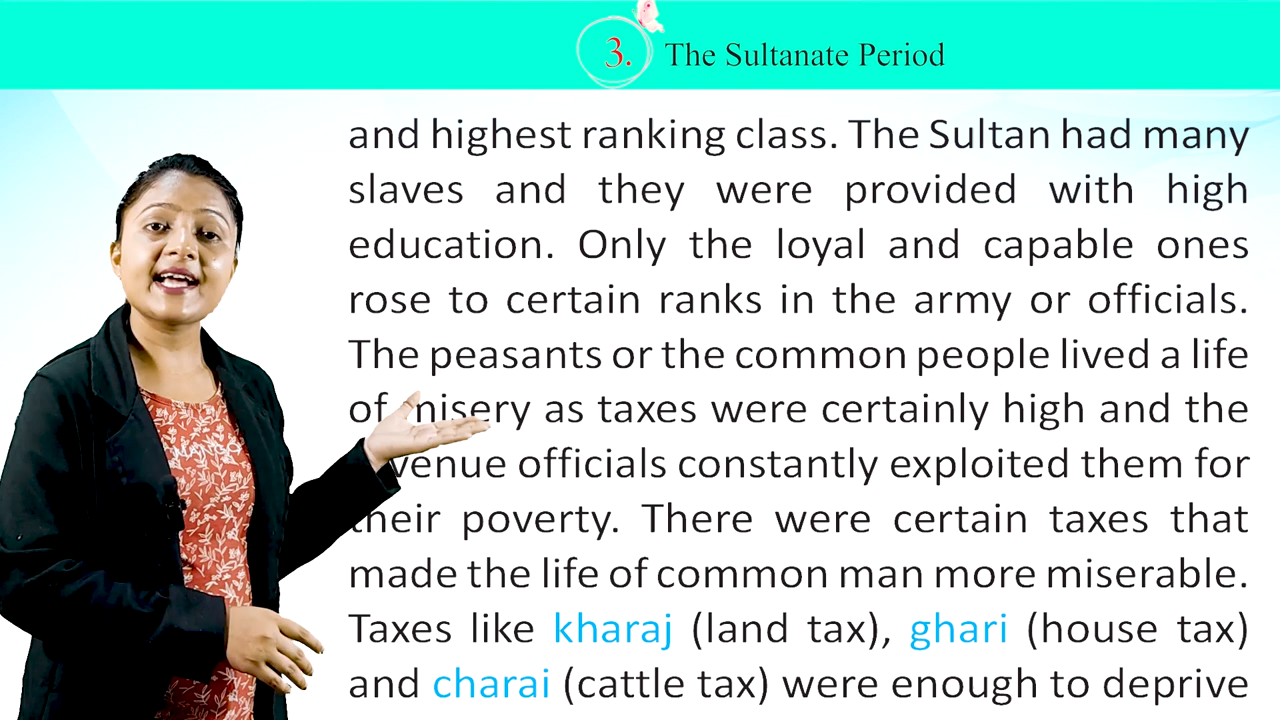 3. The Sultanate Period
and highest ranking class. The Sultan had many
slaves and they were provided with high
education. Only the loyal and capable ones
rose to certain ranks in the army or officials.
The peasants or the common people lived a life
of misery as taxes were certainly high and the
venue officials constantly exploited them for
their poverty. There were certain taxes that
made the life of common man more miserable.
Taxes like kharaj (land tax), ghari (house tax)
and charai (cattle tax) were enough to deprive